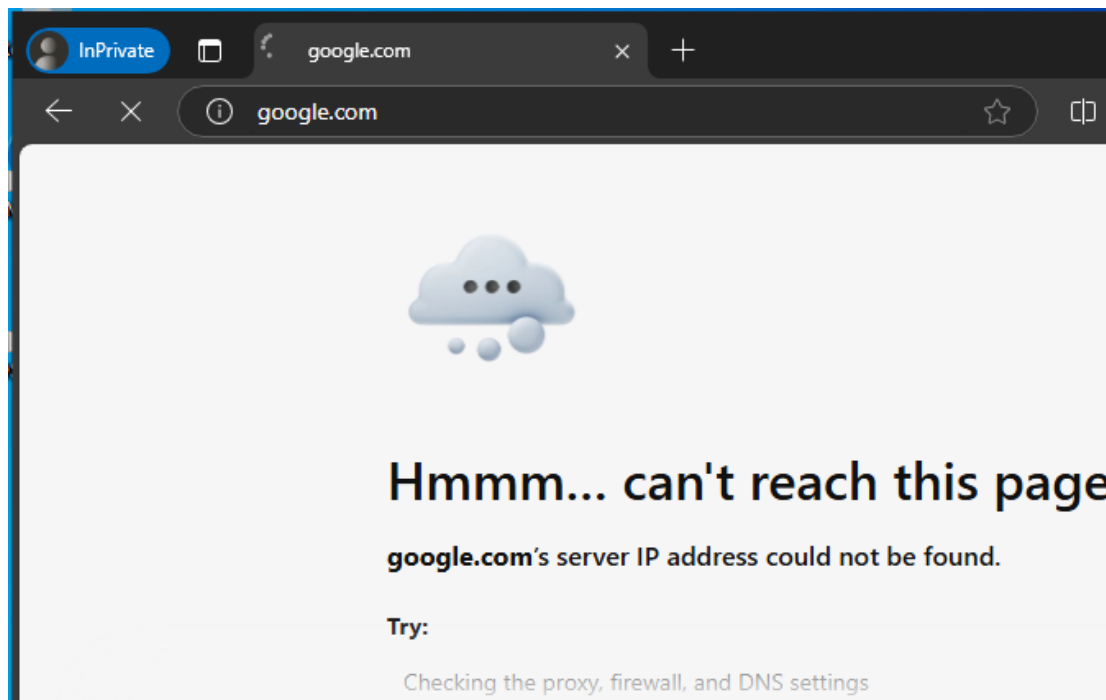 InPrivate
google.com
google.com
Hmmm... can't reach this page
google.com's server IP address could not be found.
Try:
Checking the proxy, firewall, and DNS settings